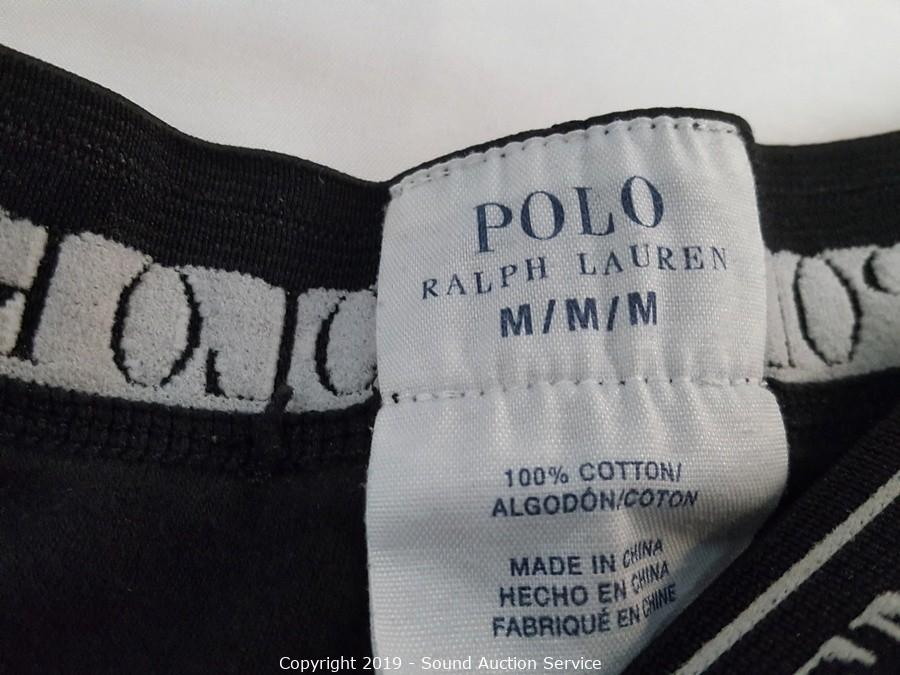 POLO
RALPH LAUREN
M/M/M
100% COTTON/
ALGODÓN/COTON
MADE IN CHINA
HECHO EN CHINA
FABRIQUÉ EN CHINE
Copyright 2019 - Sound Auction Service